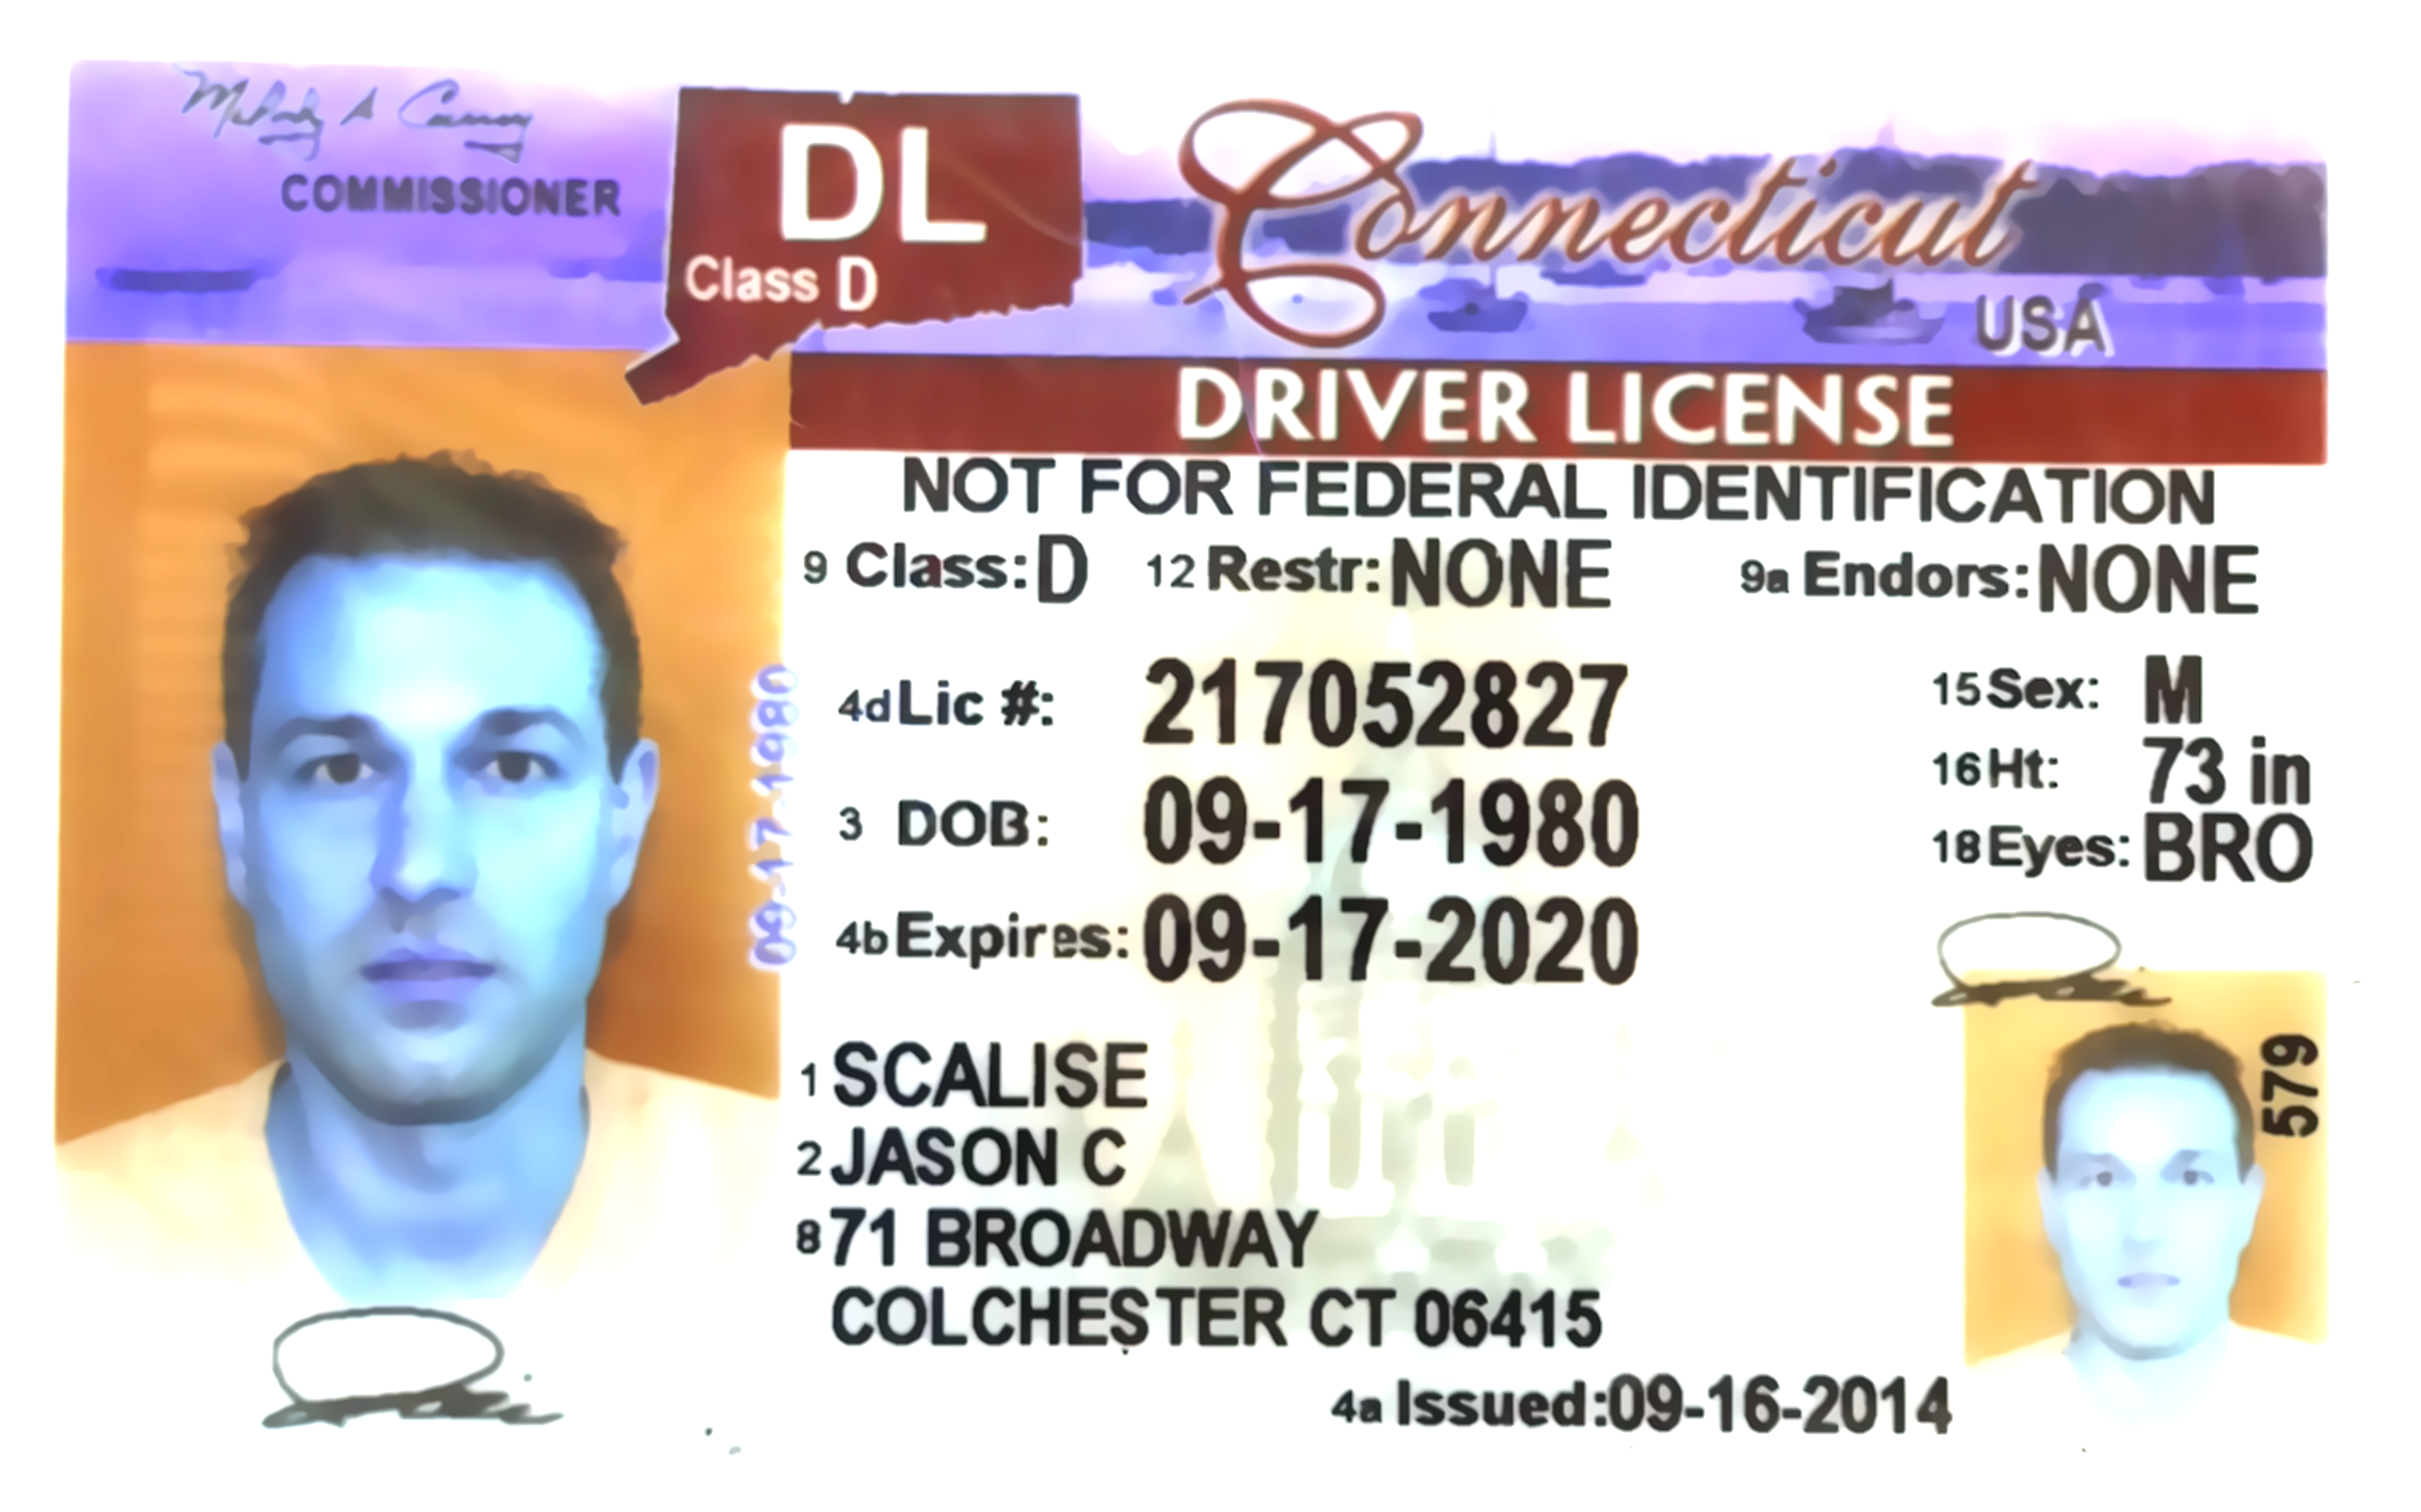 COMMISSIONER
DL
Class D
Connecticut
USA
DRIVER LICENSE
NOT FOR FEDERAL IDENTIFICATION
9 Class: D 12 Restr: NONE 9a Endors: NONE
4d Lic #: 217052827
15 Sex: M
3 DOB: 09-17-1980
16 Ht: 73 in
18 Eyes: BRO
4b Expires: 09-17-2020
09-17-1980
1 SCALISE
2 JASON C
8 71 BROADWAY
COLCHESTER CT 06415
4a Issued: 09-16-2014
579